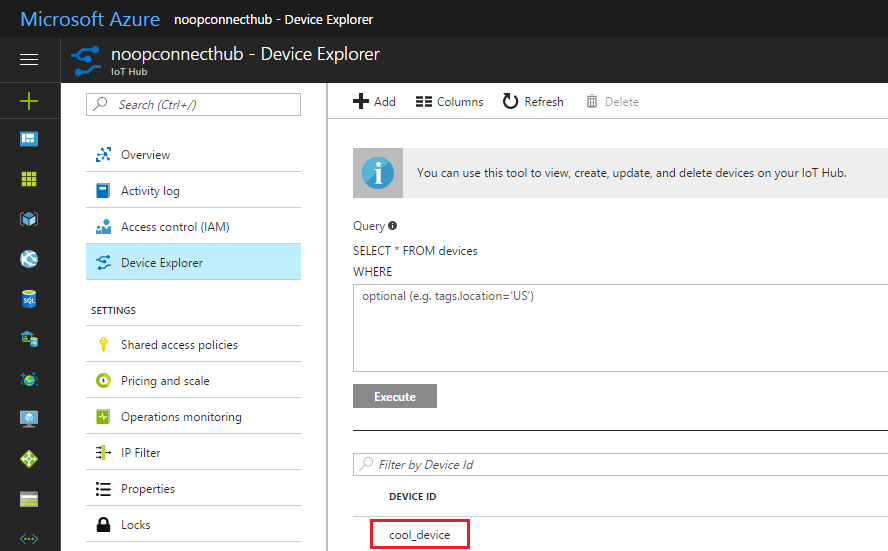 Microsoft Azure noopconnecthub - Device Explorer
noopconnecthub - Device Explorer
IoT Hub
Search (Ctrl+/)
Overview
Activity log
Access control (IAM)
Device Explorer
SETTINGS
Shared access policies
Pricing and scale
Operations monitoring
IP Filter
Properties
Locks
Add Columns Refresh Delete
You can use this tool to view, create, update, and delete devices on your IoT Hub.
Query
SELECT * FROM devices
WHERE
optional (e.g. tags.location='US')
Execute
Filter by Device Id
DEVICE ID
cool_device
SQL